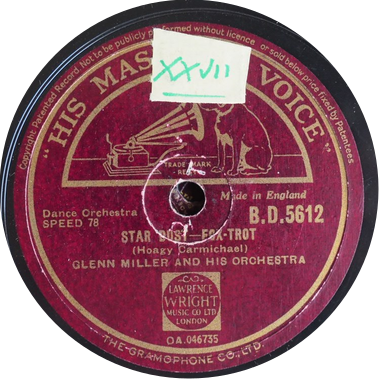 Copyright Patented Record Not to be publicly performed without licence or sold below price fixed by Patentees
"HIS MAS VOICE"
XXVII
TRADE MARK
Made in England
Dance Orchestra
SPEED 78
B.D.5612
STAR DUST—FOX-TROT
(Hoagy Carmichael)
GLENN MILLER AND HIS ORCHESTRA
LAWRENCE
WRIGHT
MUSIC CO LTD
LONDON
OA.046735
THE GRAMOPHONE CO. LTD.